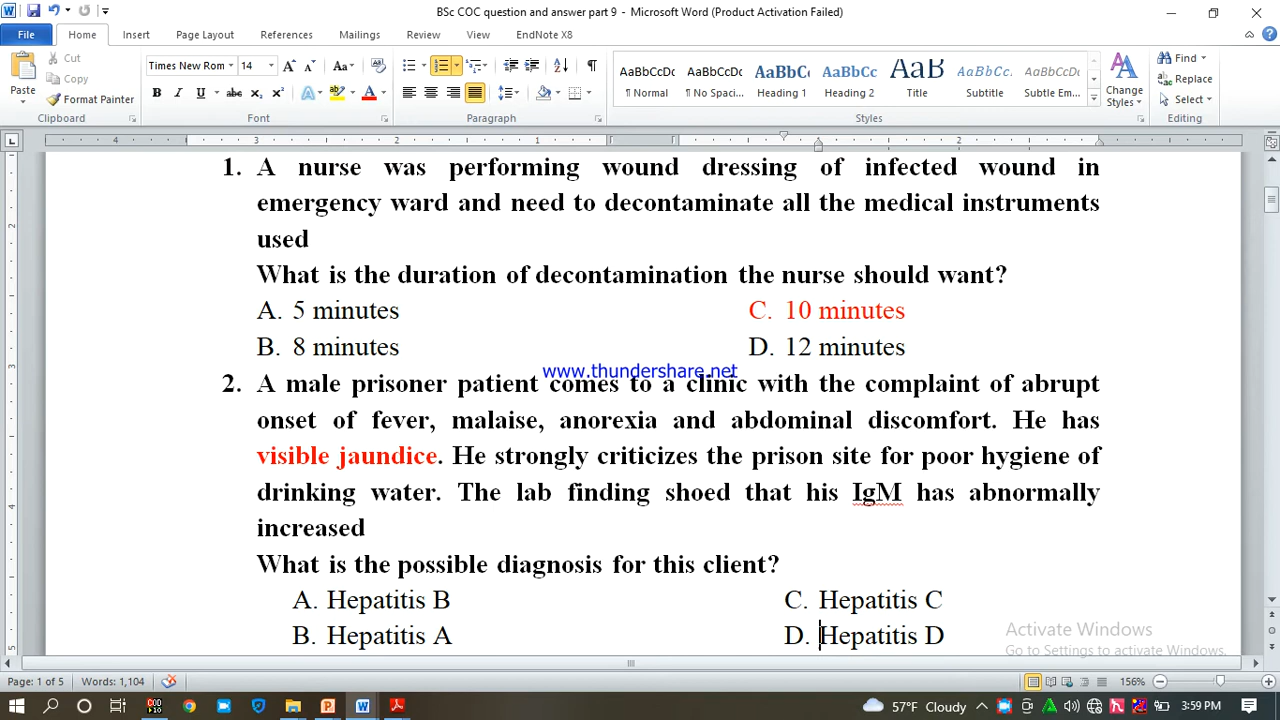 BSc COC question and answer part 9 - Microsoft Word (Product Activation Failed)
File Home Insert Page Layout References Mailings Review View EndNote X8
Paste
Cut
Copy
Format Painter
Clipboard
Times New Rom 14
Font
Paragraph
AaBbCcDc AaBbCcDc AaBbCc AaBbCc AaB AaBbCcI AaBbCcDc
¶ Normal ¶ No Spaci... Heading 1 Heading 2 Title Subtitle Subtle Em...
Styles
Change Styles
Find
Replace
Select
Editing
1. A nurse was performing wound dressing of infected wound in
emergency ward and need to decontaminate all the medical instruments
used
What is the duration of decontamination the nurse should want?
A. 5 minutes C. 10 minutes
B. 8 minutes D. 12 minutes
www.thundershare.net
2. A male prisoner patient comes to a clinic with the complaint of abrupt
onset of fever, malaise, anorexia and abdominal discomfort. He has
visible jaundice. He strongly criticizes the prison site for poor hygiene of
drinking water. The lab finding shoed that his IgM has abnormally
increased
What is the possible diagnosis for this client?
A. Hepatitis B C. Hepatitis C
B. Hepatitis A D. Hepatitis D
Activate Windows
Go to Settings to activate Windows.
Page: 1 of 5 Words: 1,104 156%
57°F Cloudy 3:59 PM